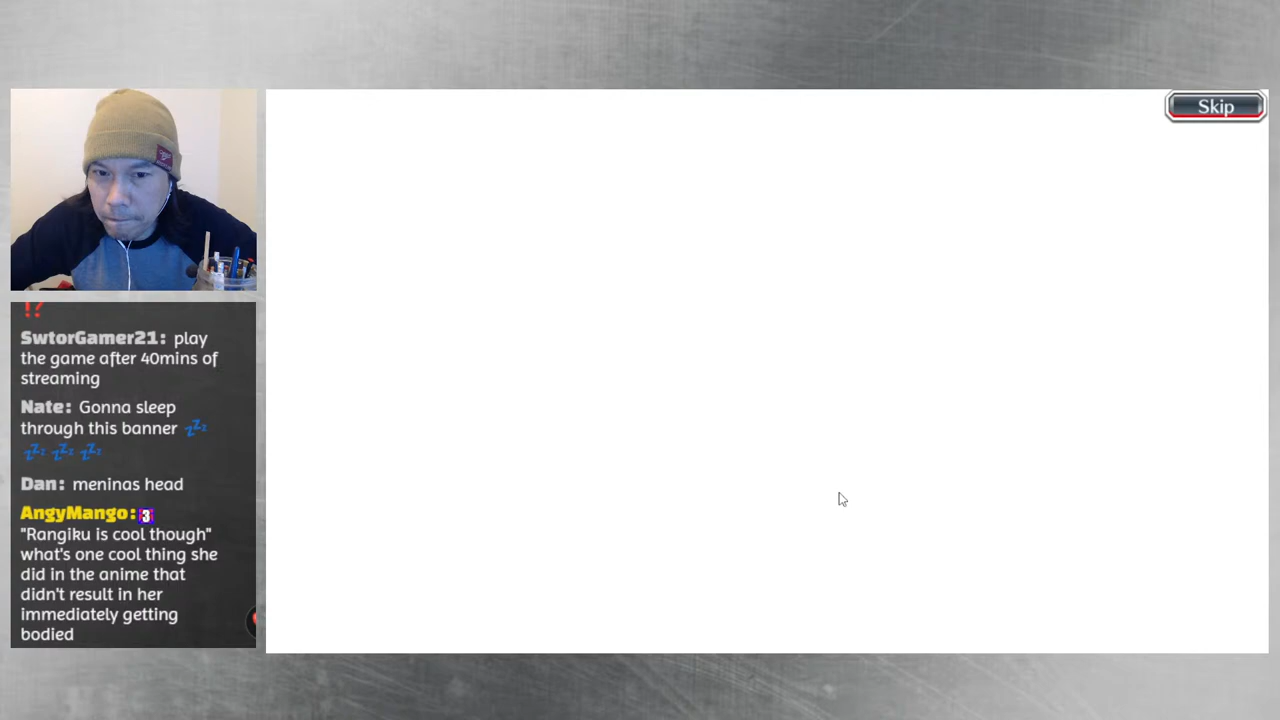 Skip
!?
SwtorGamer21: play
the game after 40mins of
streaming
Nate: Gonna sleep
through this banner 💤
💤 💤 💤
Dan: meninas head
AngyMango: 3
"Rangiku is cool though"
what's one cool thing she
did in the anime that
didn't result in her
immediately getting
bodied